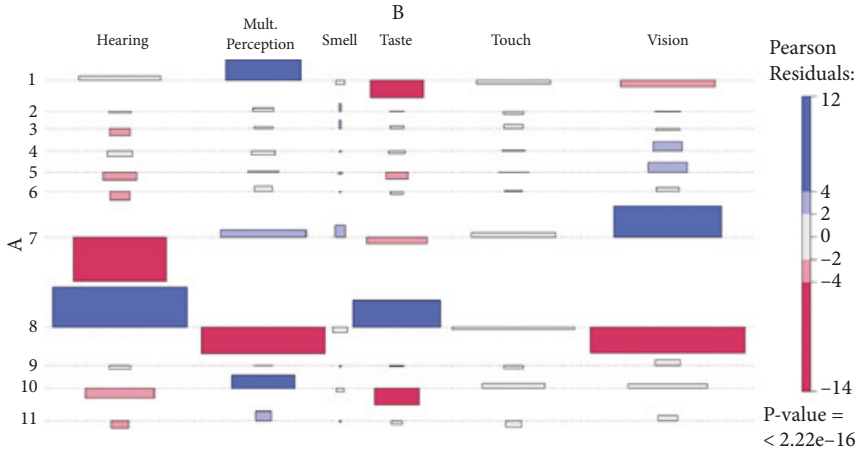 B
Hearing
Mult.
Perception
Smell
Taste
Touch
Vision
A
1
2
3
4
5
6
7
8
9
10
11
Pearson
Residuals:
12
4
2
0
−2
−4
−14
P-value =
< 2.22e−16